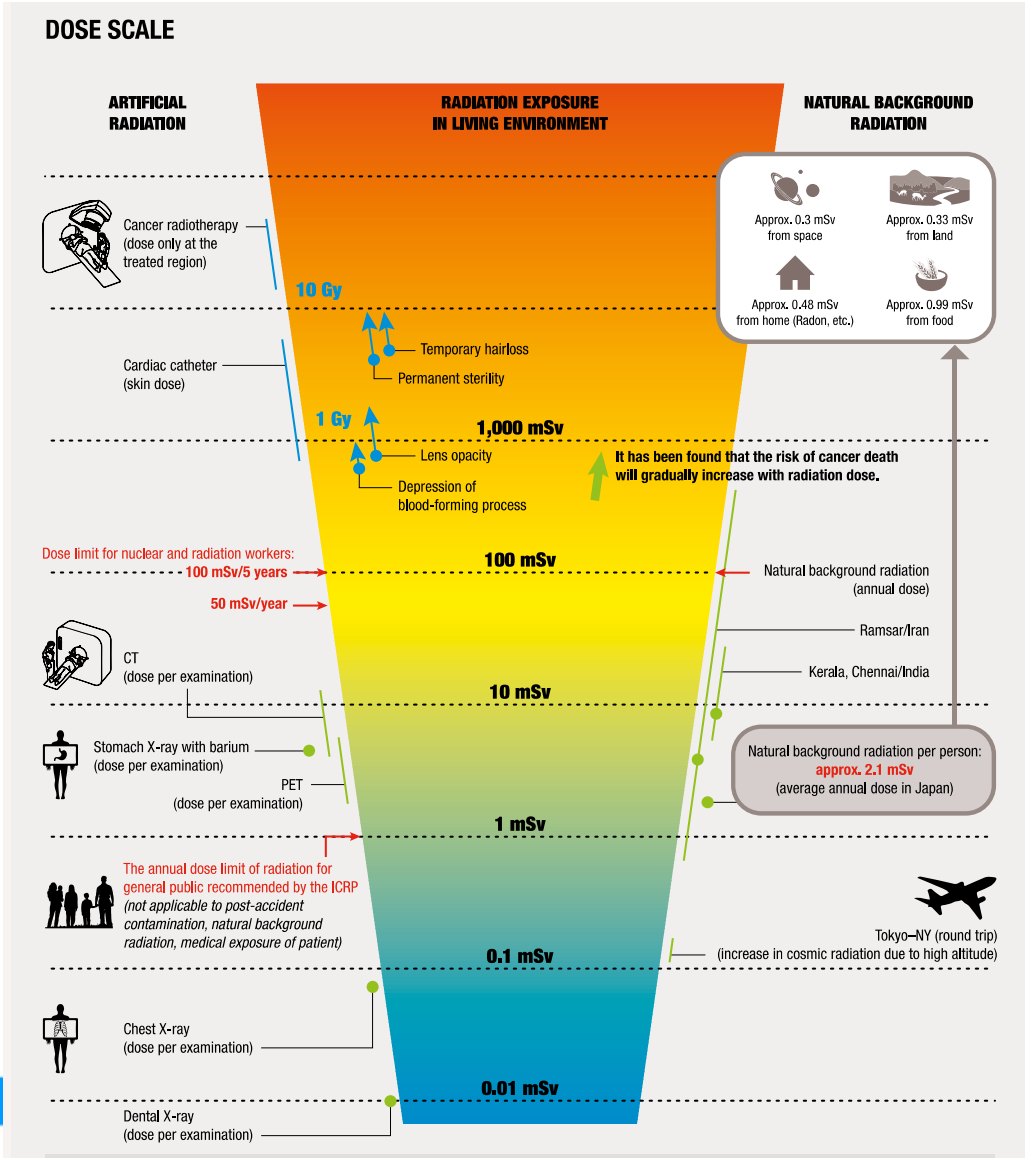 DOSE SCALE
ARTIFICIAL
RADIATION
RADIATION EXPOSURE
IN LIVING ENVIRONMENT
NATURAL BACKGROUND
RADIATION
Approx. 0.3 mSv
from space
Approx. 0.33 mSv
from land
Approx. 0.48 mSv
from home (Radon, etc.)
Approx. 0.99 mSv
from food
Cancer radiotherapy
(dose only at the
treated region)
10 Gy
Temporary hairloss
Permanent sterility
Cardiac catheter
(skin dose)
1 Gy
1,000 mSv
Lens opacity
Depression of
blood-forming process
It has been found that the risk of cancer death
will gradually increase with radiation dose.
Dose limit for nuclear and radiation workers:
100 mSv/5 years
50 mSv/year
100 mSv
Natural background radiation
(annual dose)
Ramsar/Iran
Kerala, Chennai/India
CT
(dose per examination)
10 mSv
Stomach X-ray with barium
(dose per examination)
PET
(dose per examination)
Natural background radiation per person:
approx. 2.1 mSv
(average annual dose in Japan)
1 mSv
The annual dose limit of radiation for
general public recommended by the ICRP
(not applicable to post-accident
contamination, natural background
radiation, medical exposure of patient)
Tokyo–NY (round trip)
(increase in cosmic radiation due to high altitude)
0.1 mSv
Chest X-ray
(dose per examination)
0.01 mSv
Dental X-ray
(dose per examination)